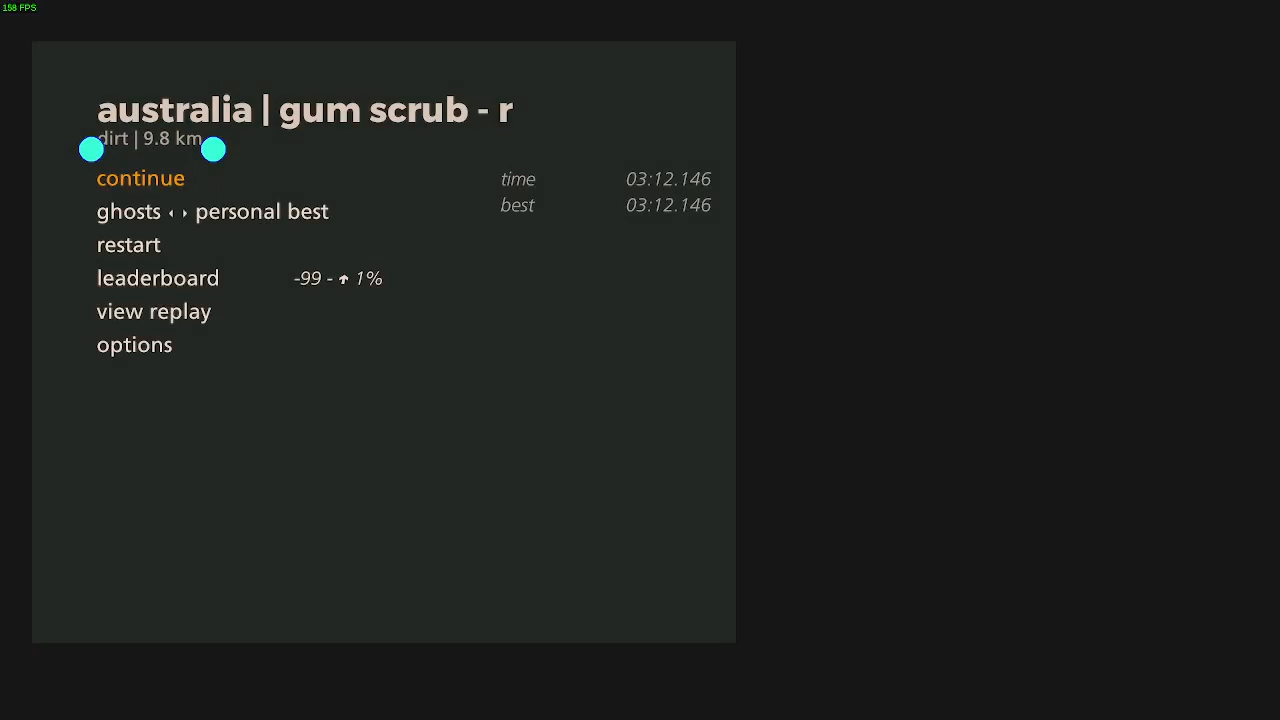 158 FPS
australia | gum scrub - r
dirt | 9.8 km
continue
time 03:12.146
best 03:12.146
ghosts ‹ › personal best
restart
leaderboard -99 - ↑ 1%
view replay
options